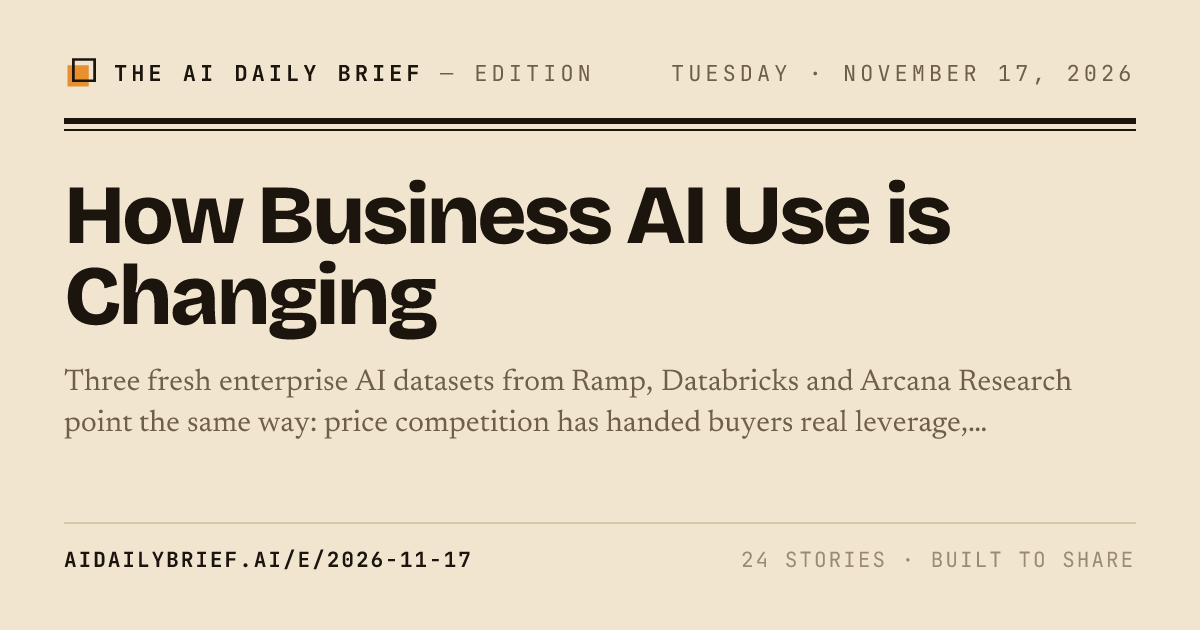 THE AI DAILY BRIEF — EDITION
TUESDAY · NOVEMBER 17, 2026
How Business AI Use is
Changing
Three fresh enterprise AI datasets from Ramp, Databricks and Arcana Research
point the same way: price competition has handed buyers real leverage,...
AIDAILYBRIEF.AI/E/2026-11-17
24 STORIES · BUILT TO SHARE